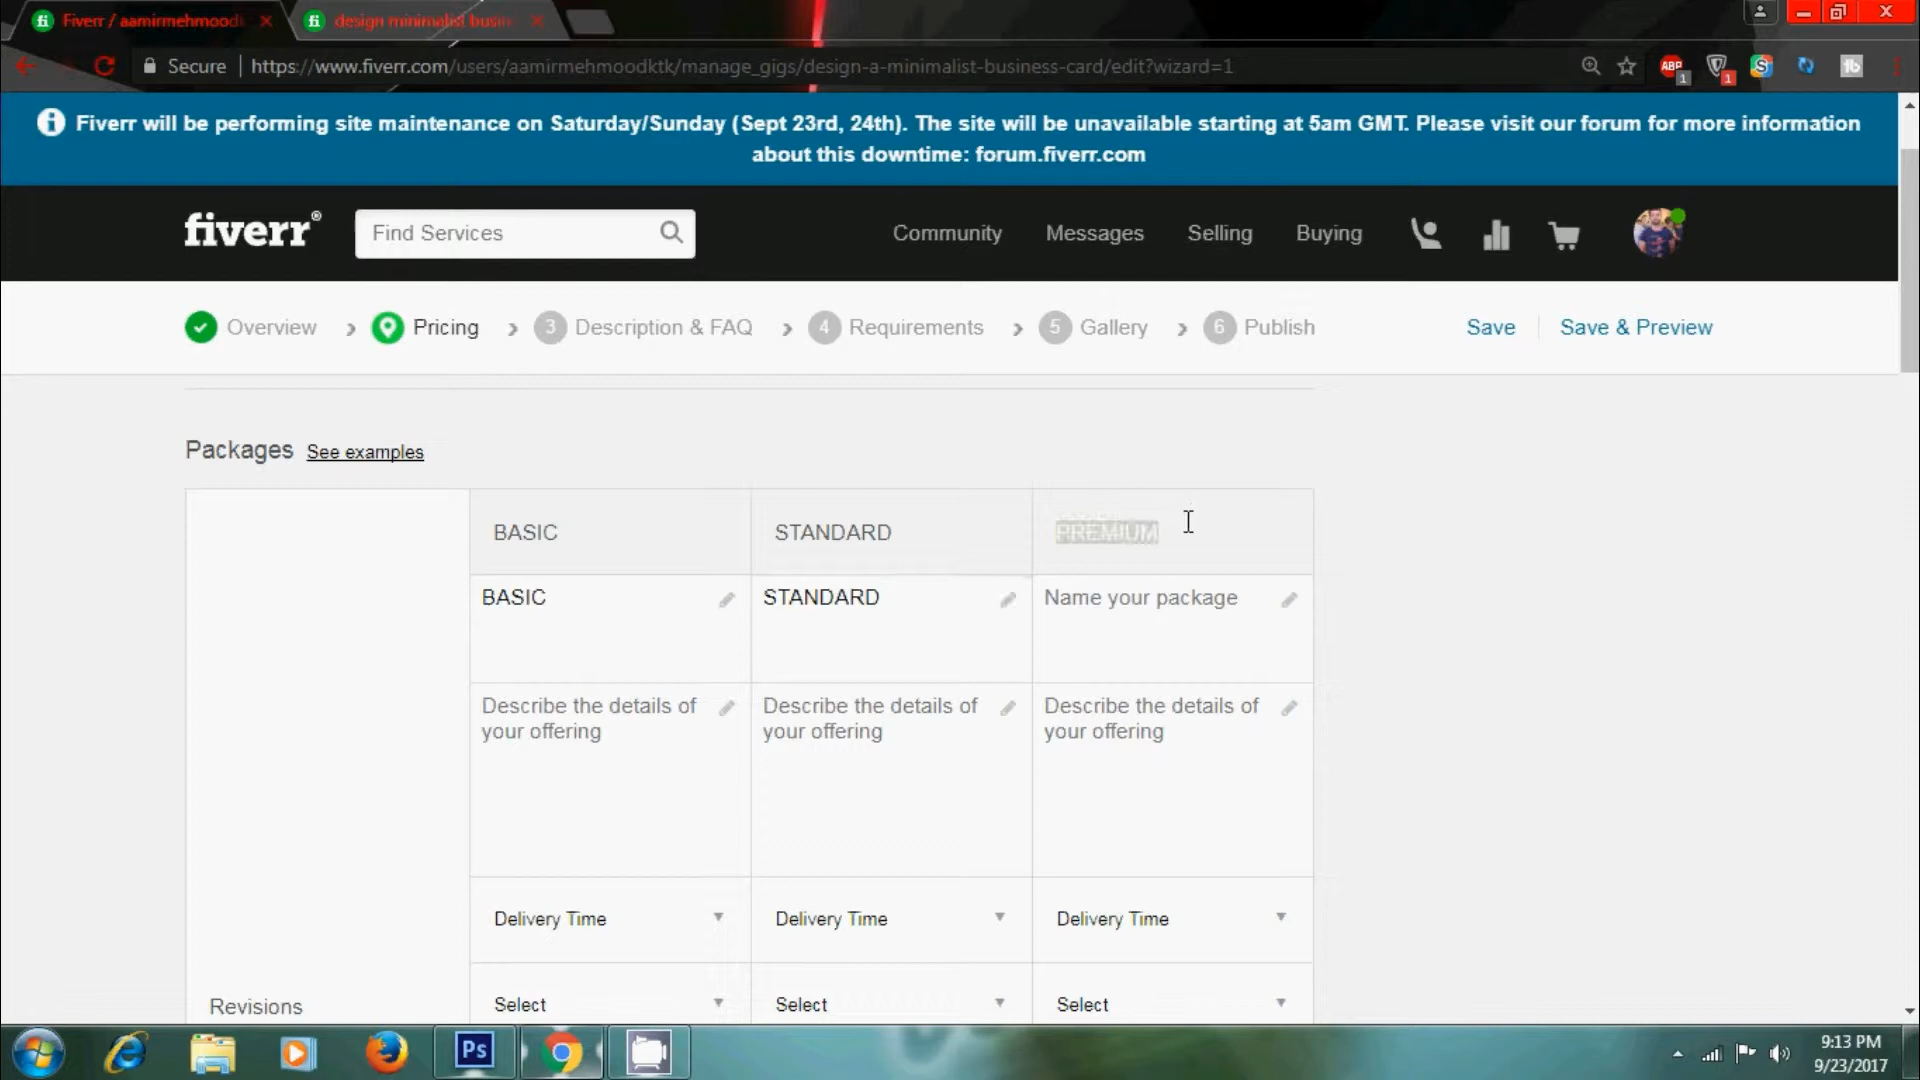 Fiverr / aamirmehmoodk
design minimalist busin
Secure
https://www.fiverr.com/users/aamirmehmoodktk/manage_gigs/design-a-minimalist-business-card/edit?wizard=1
ABP
1
1
S
Fiverr will be performing site maintenance on Saturday/Sunday (Sept 23rd, 24th). The site will be unavailable starting at 5am GMT. Please visit our forum for more information
about this downtime: forum.fiverr.com
fiverr®
Find Services
Community
Messages
Selling
Buying
Overview
Pricing
3 Description & FAQ
4 Requirements
5 Gallery
6 Publish
Save
Save & Preview
Packages
See examples
BASIC
STANDARD
PREMIUM
BASIC
STANDARD
Name your package
Describe the details of
your offering
Describe the details of
your offering
Describe the details of
your offering
Delivery Time
Delivery Time
Delivery Time
Revisions
Select
Select
Select
Ps
9:13 PM
9/23/2017